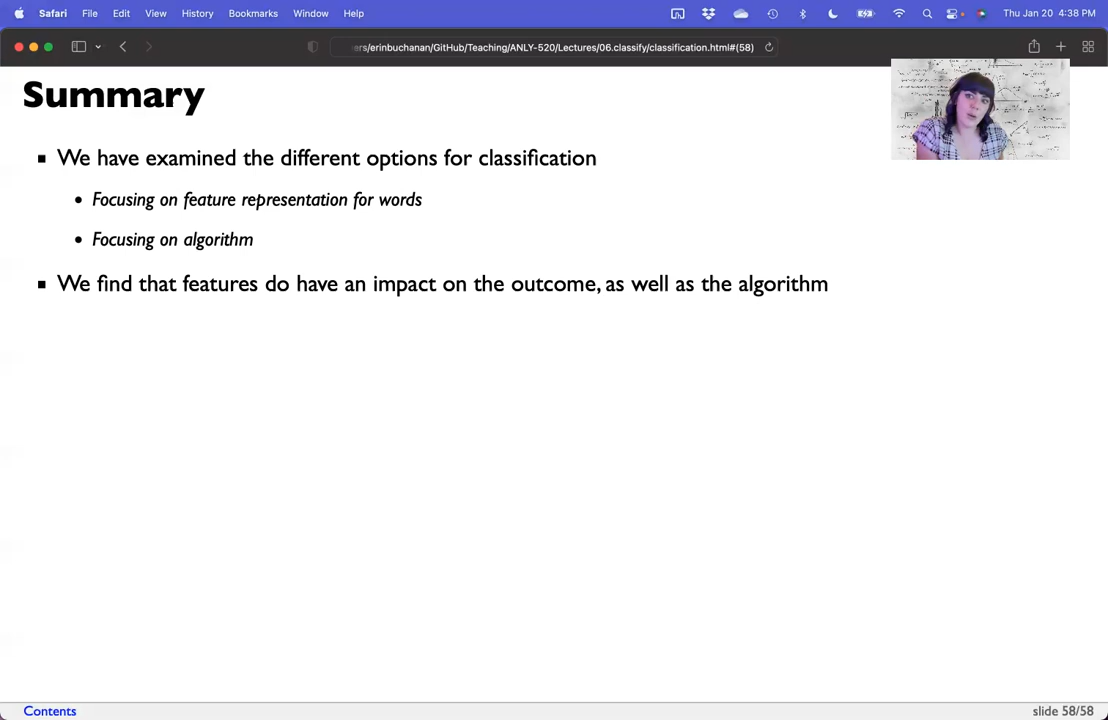 Safari File Edit View History Bookmarks Window Help Thu Jan 20 4:38 PM
ers/erinbuchanan/GitHub/Teaching/ANLY-520/Lectures/06.classify/classification.html#(58)
Summary
We have examined the different options for classification
Focusing on feature representation for words
Focusing on algorithm
We find that features do have an impact on the outcome, as well as the algorithm
Contents slide 58/58